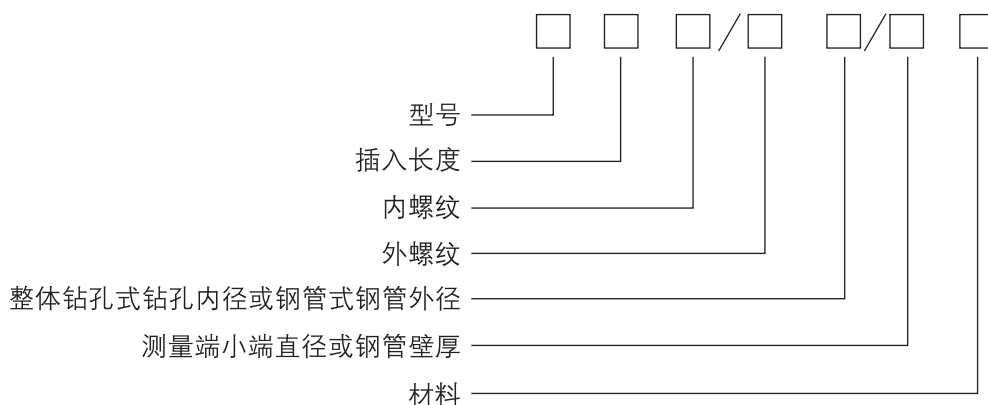 □ □ □/□ □/□ □
型号
插入长度
内螺纹
外螺纹
整体钻孔式钻孔内径或钢管式钢管外径
测量端小端直径或钢管壁厚
材料